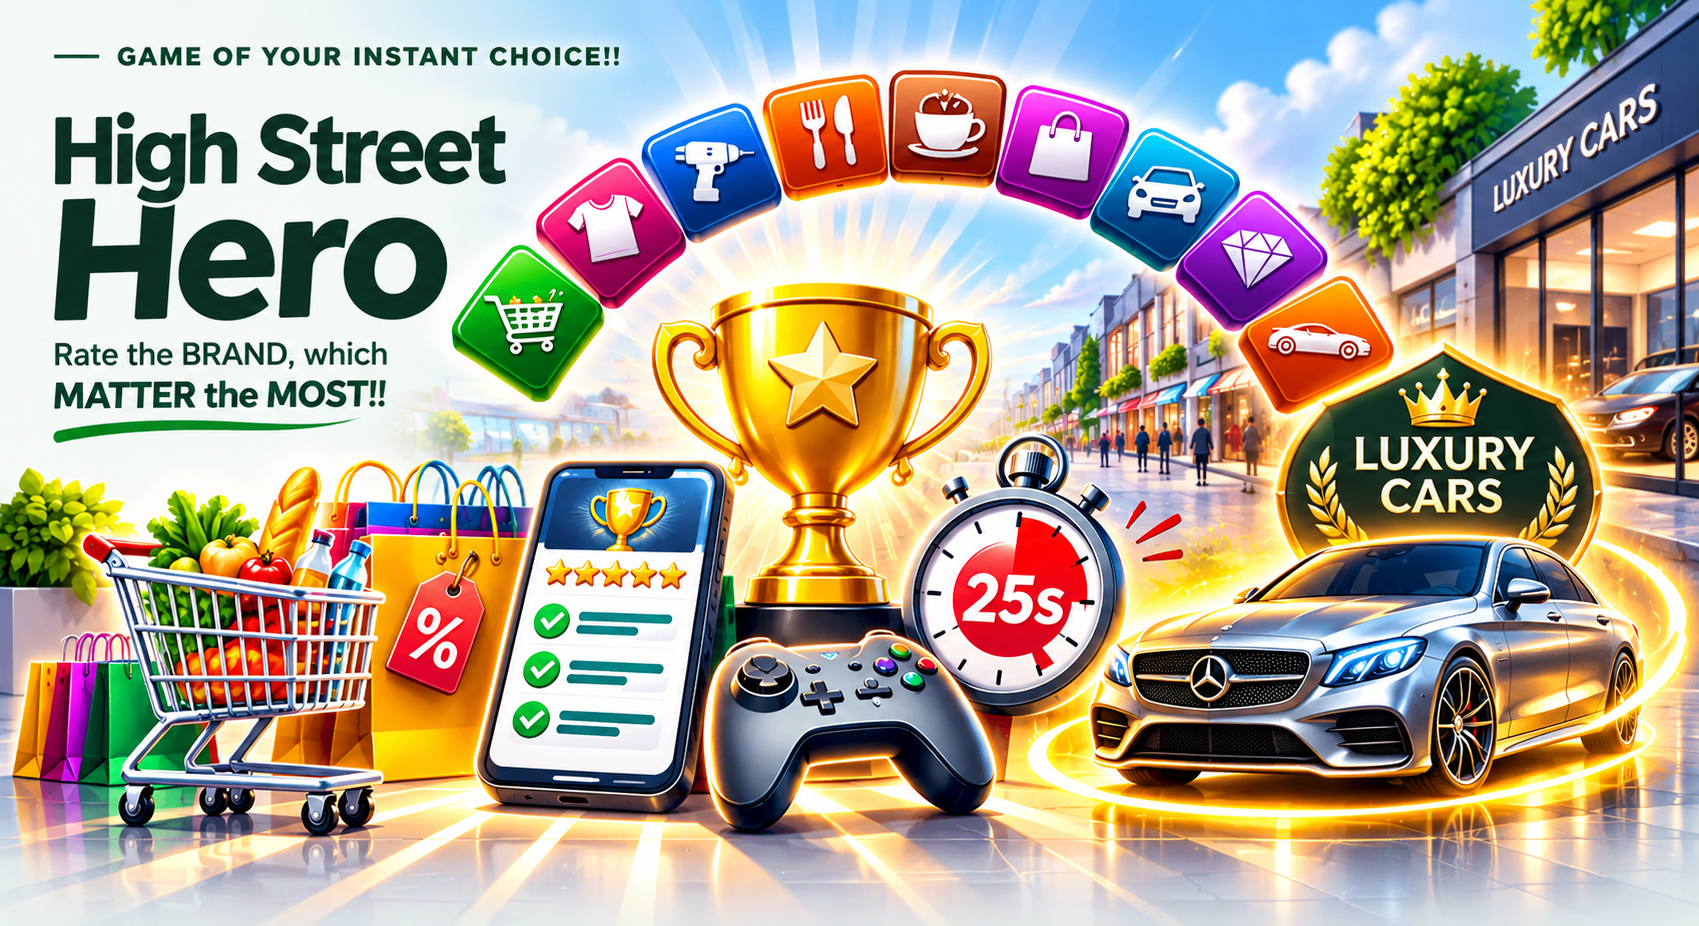 GAME OF YOUR INSTANT CHOICE!!
High Street
Hero
Rate the BRAND, which
MATTER the MOST!!
LUXURY CARS
LUXURY
CARS
25s
%